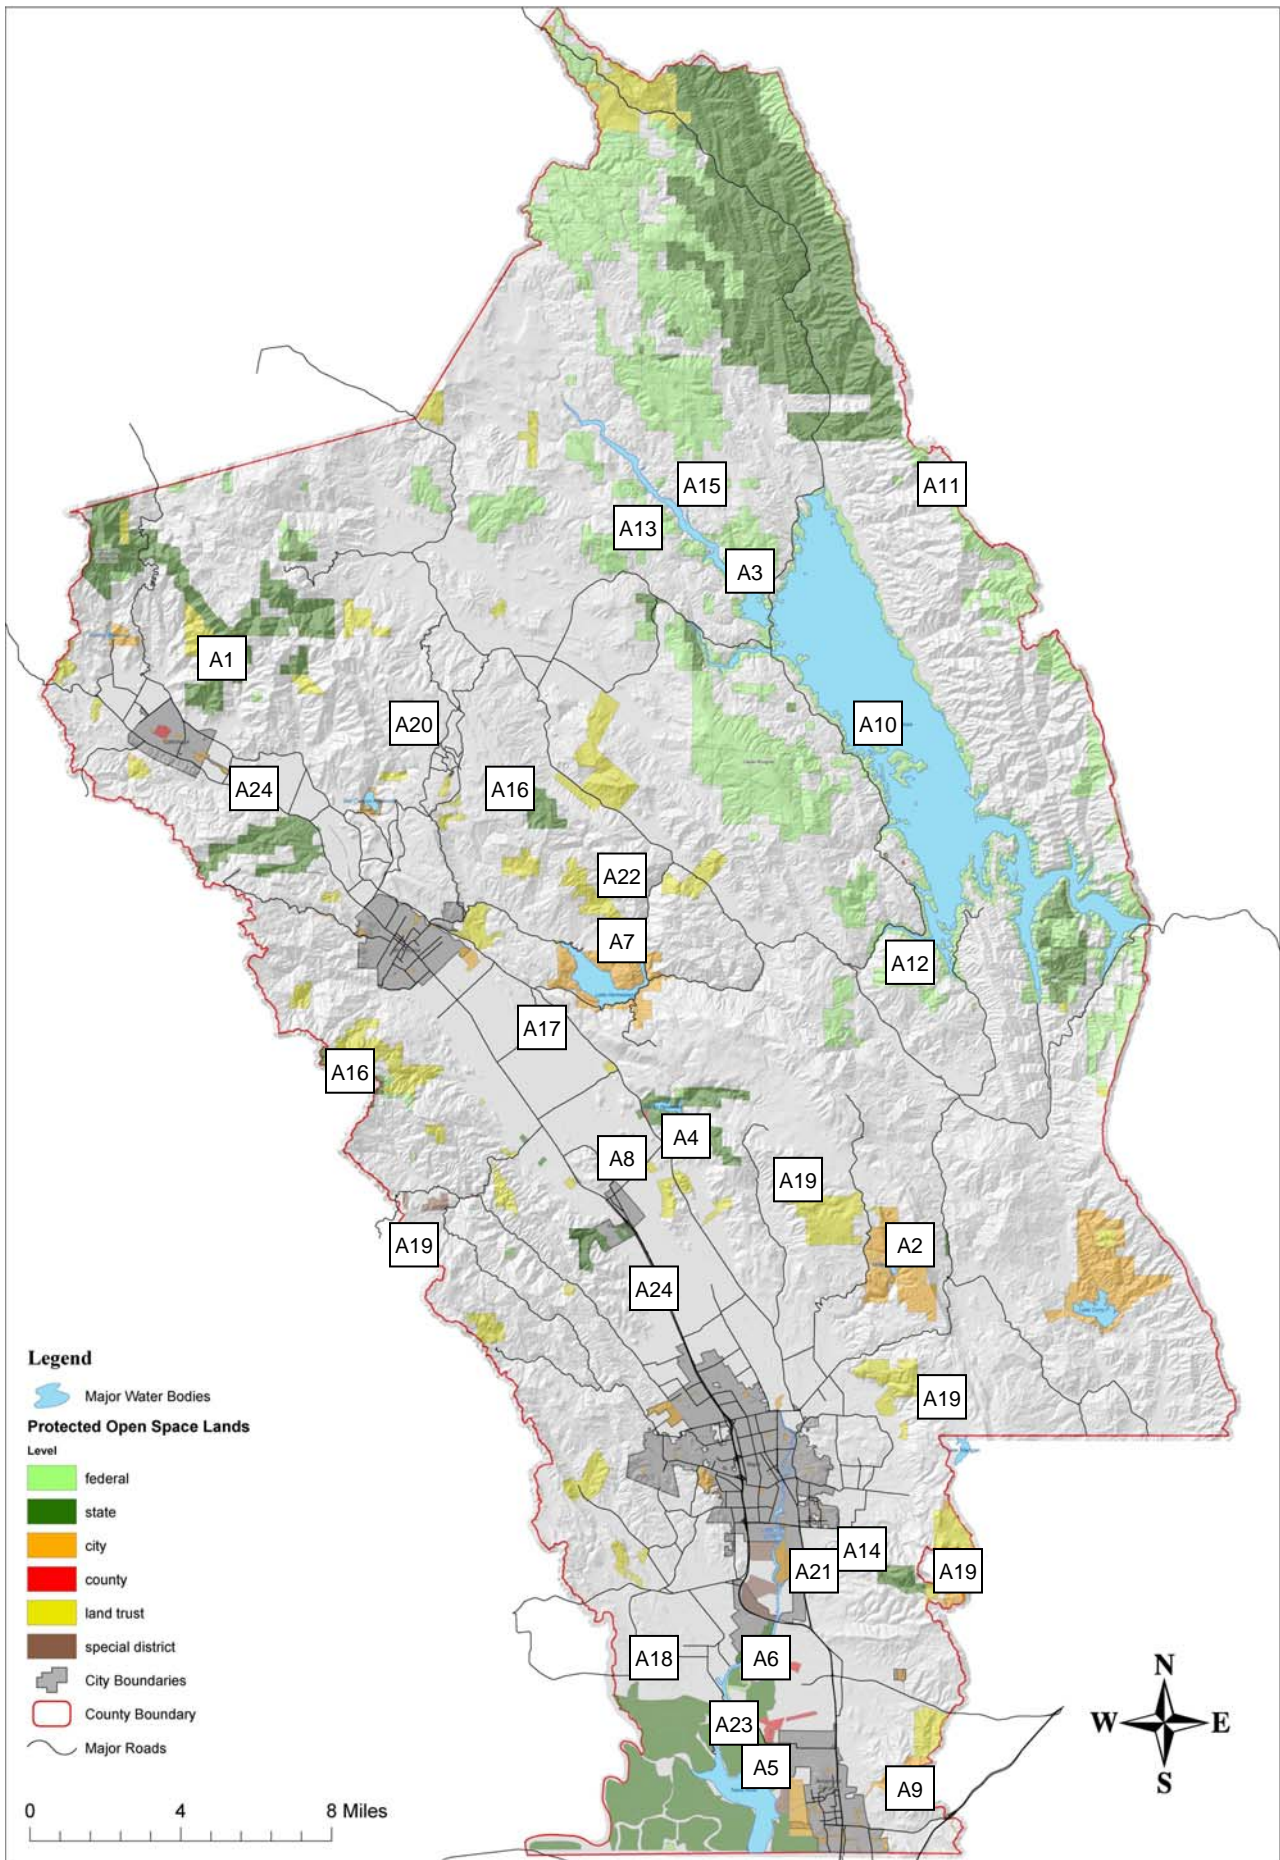 A11
A15
A13
A3
A1
A20
A10
A24
A16
A22
A7
A12
A17
A16
A4
A8
A19
A19
A2
A24
A19
A14
A21
A19
A18
A6
A23
A5
A9
Legend
Major Water Bodies
Protected Open Space Lands
Level
federal
state
city
county
land trust
special district
City Boundaries
County Boundary
Major Roads
0 4 8 Miles
N
W E
S